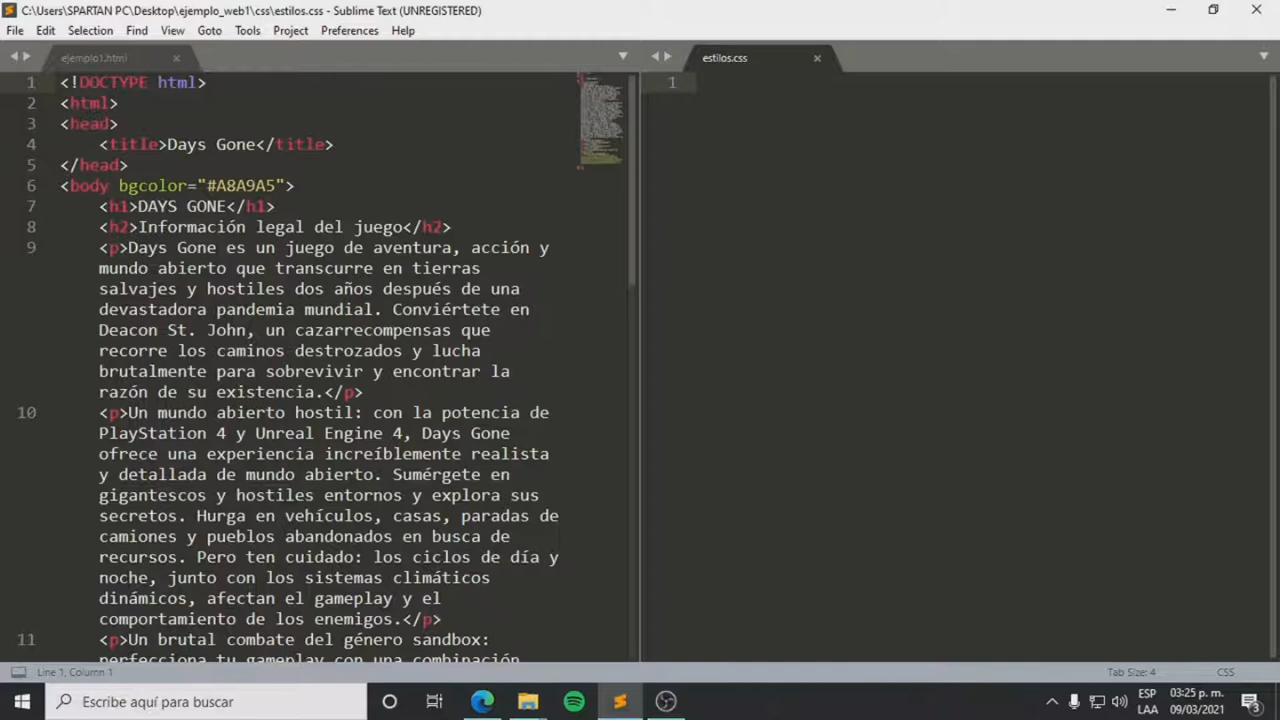 C:\Users\SPARTAN PC\Desktop\ejemplo_web1\css\estilos.css - Sublime Text (UNREGISTERED)
File Edit Selection Find View Goto Tools Project Preferences Help
ejemplo1.html
estilos.css
1 <!DOCTYPE html>
2 <html>
3 <head>
4 <title>Days Gone</title>
5 </head>
6 <body bgcolor="#A8A9A5">
7 <h1>DAYS GONE</h1>
8 <h2>Información legal del juego</h2>
9 <p>Days Gone es un juego de aventura, acción y
mundo abierto que transcurre en tierras
salvajes y hostiles dos años después de una
devastadora pandemia mundial. Conviértete en
Deacon St. John, un cazarrecompensas que
recorre los caminos destrozados y lucha
brutalmente para sobrevivir y encontrar la
razón de su existencia.</p>
10 <p>Un mundo abierto hostil: con la potencia de
PlayStation 4 y Unreal Engine 4, Days Gone
ofrece una experiencia increíblemente realista
y detallada de mundo abierto. Sumérgete en
gigantescos y hostiles entornos y explora sus
secretos. Hurga en vehículos, casas, paradas de
camiones y pueblos abandonados en busca de
recursos. Pero ten cuidado: los ciclos de día y
noche, junto con los sistemas climáticos
dinámicos, afectan el gameplay y el
comportamiento de los enemigos.</p>
11 <p>Un brutal combate del género sandbox:
perfecciona tu gameplay con una combinación
1
Line 1, Column 1
Tab Size: 4
CSS
Escribe aquí para buscar
ESP
LAA
03:25 p. m.
09/03/2021
3